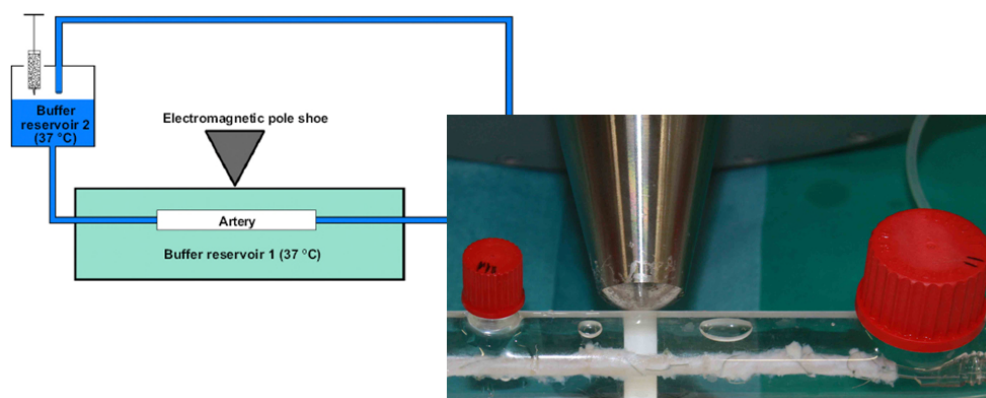 Buffer
reservoir 2
(37 °C)
Electromagnetic pole shoe
Artery
Buffer reservoir 1 (37 °C)